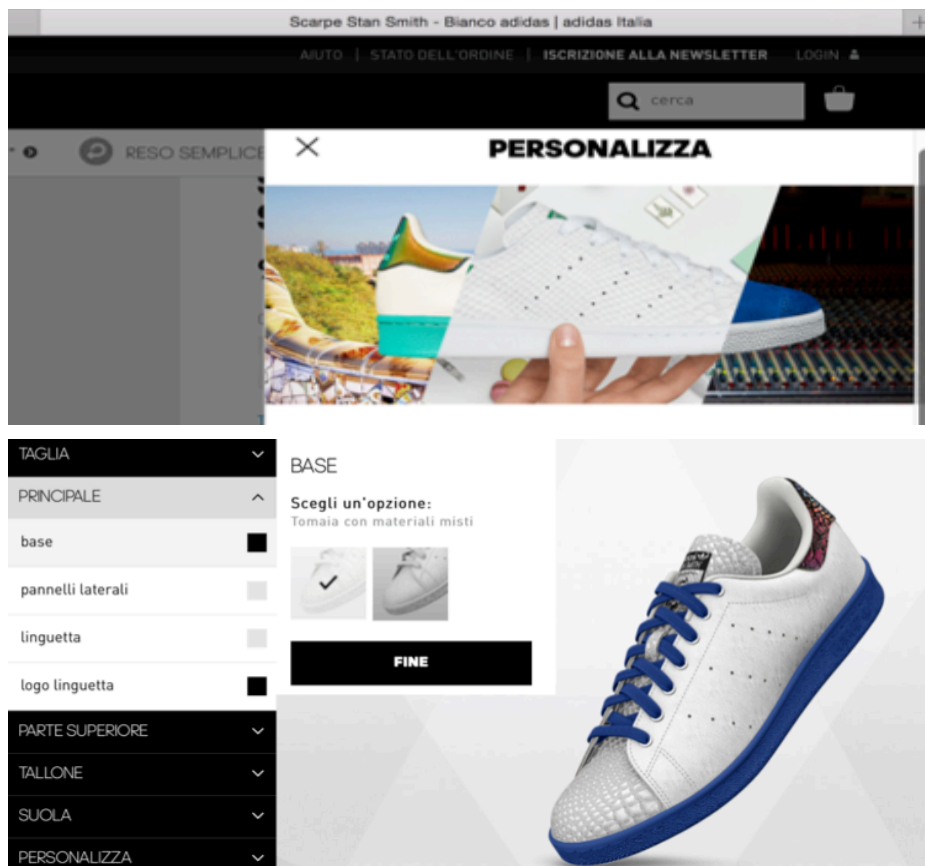 Scarpe Stan Smith - Bianco adidas | adidas Italia
AIUTO | STATO DELL'ORDINE | ISCRIZIONE ALLA NEWSLETTER LOGIN
cerca
RESO SEMPLICE
PERSONALIZZA
TAGLIA
PRINCIPALE
base
pannelli laterali
linguetta
logo linguetta
PARTE SUPERIORE
TALLONE
SUOLA
PERSONALIZZA
BASE
Scegli un'opzione:
Tomaia con materiali misti
FINE